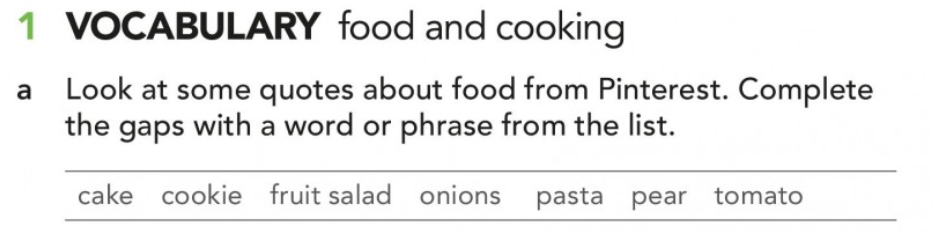 1 VOCABULARY food and cooking
a Look at some quotes about food from Pinterest. Complete
the gaps with a word or phrase from the list.
cake cookie fruit salad onions pasta pear tomato